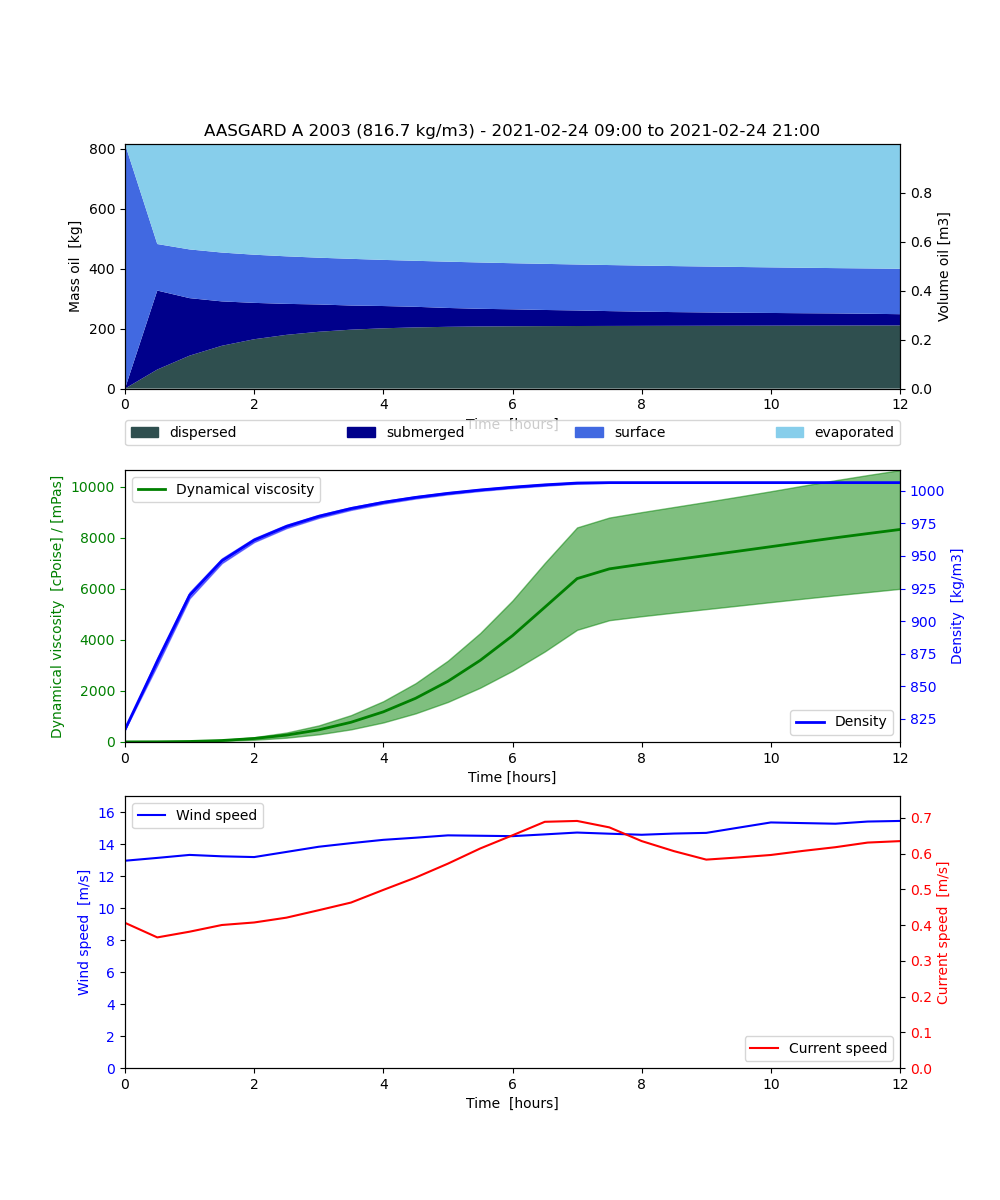 AASGARD A 2003 (816.7 kg/m3) - 2021-02-24 09:00 to 2021-02-24 21:00
Mass oil [kg]
800
600
400
200
0
0.8
0.6
0.4
0.2
0.0
Volume oil [m3]
0 2 4 6 8 10 12
Time [hours]
dispersed submerged surface evaporated
Dynamical viscosity [cPoise] / [mPas]
10000
8000
6000
4000
2000
0
Dynamical viscosity
1000
975
950
925
900
875
850
825
Density [kg/m3]
Density
0 2 4 6 8 10 12
Time [hours]
Wind speed [m/s]
16
14
12
10
8
6
4
2
0
Wind speed
0.7
0.6
0.5
0.4
0.3
0.2
0.1
0.0
Current speed [m/s]
Current speed
0 2 4 6 8 10 12
Time [hours]